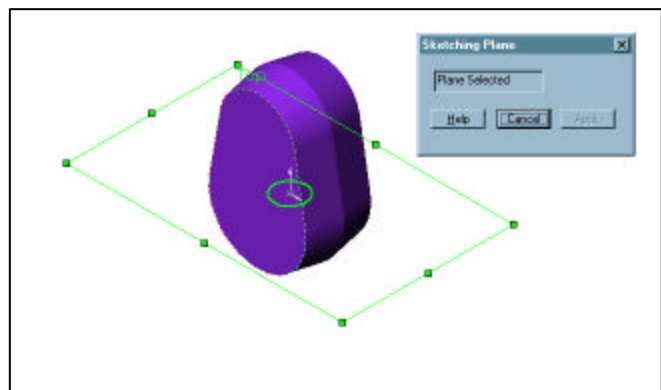 Top
Sketching Plane
Plane Selected
Help
Cancel
Apply